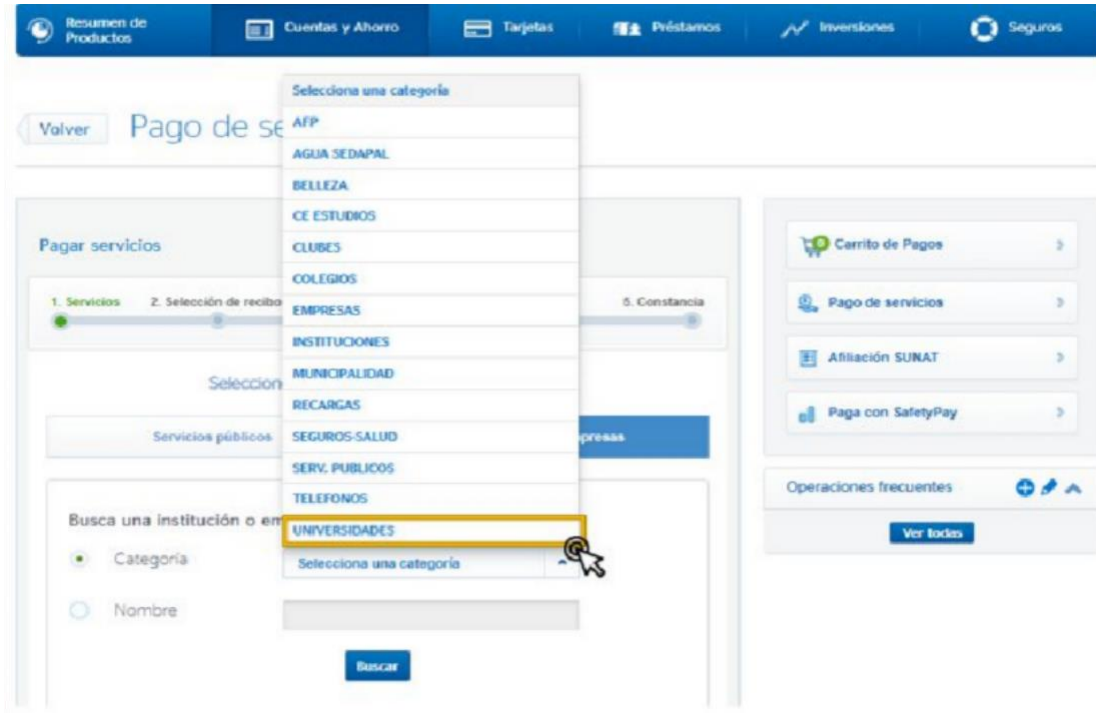 Resumen de Productos
Cuentas y Ahorro
Tarjetas
Préstamos
Inversiones
Seguros
Volver
Pago de se
Selecciona una categoría
AFP
AGUA SEDAPAL
BELLEZA
CE ESTUDIOS
CLUBES
COLEGIOS
EMPRESAS
INSTITUCIONES
MUNICIPALIDAD
RECARGAS
SEGUROS-SALUD
SERV. PUBLICOS
TELEFONOS
UNIVERSIDADES
Pagar servicios
1. Servicios
2. Selección de recibo
5. Constancia
Seleccion
Servicios públicos
presas
Busca una institución o em
Categoría
Selecciona una categoría
Nombre
Buscar
0
Carrito de Pagos
Pago de servicios
Afiliación SUNAT
Paga con SafetyPay
Operaciones frecuentes
Ver todas